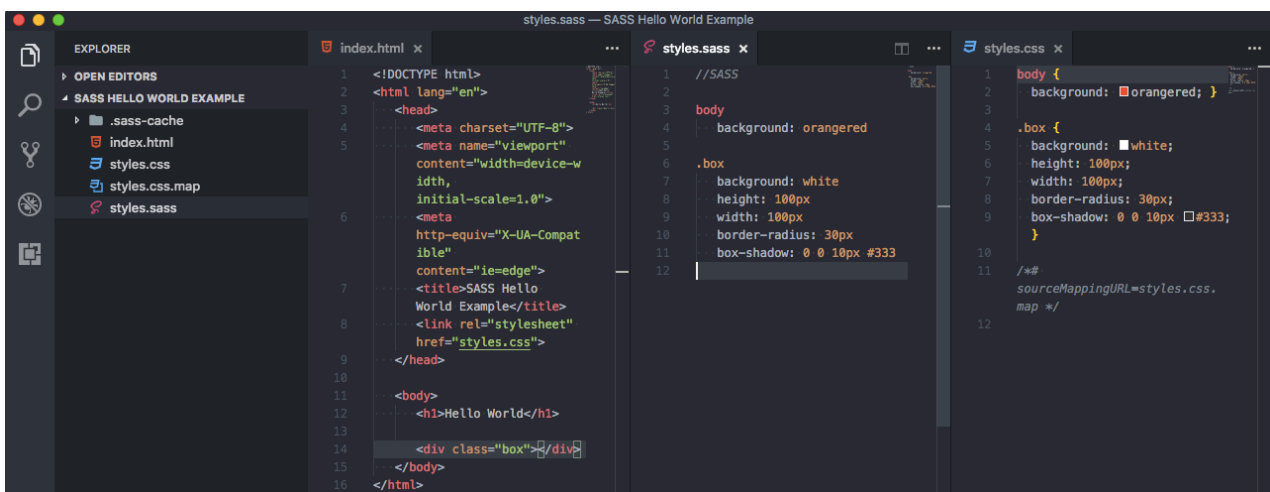 styles.sass — SASS Hello World Example
EXPLORER
OPEN EDITORS
SASS HELLO WORLD EXAMPLE
.sass-cache
index.html
styles.css
styles.css.map
styles.sass
index.html ×
1 <!DOCTYPE html>
2 <html lang="en">
3 <head>
4 <meta charset="UTF-8">
5 <meta name="viewport"
content="width=device-w
idth,
initial-scale=1.0">
6 <meta
http-equiv="X-UA-Compat
ible"
content="ie=edge">
7 <title>SASS Hello
World Example</title>
8 <link rel="stylesheet"
href="styles.css">
9 </head>
10
11 <body>
12 <h1>Hello World</h1>
13
14 <div class="box"></div>
15 </body>
16 </html>
styles.sass ×
1 //SASS
2
3 body
4 background: orangered
5
6 .box
7 background: white
8 height: 100px
9 width: 100px
10 border-radius: 30px
11 box-shadow: 0 0 10px #333
12
styles.css ×
1 body {
2 background: orangered; }
3
4 .box {
5 background: white;
6 height: 100px;
7 width: 100px;
8 border-radius: 30px;
9 box-shadow: 0 0 10px #333;
}
10
11 /*#
sourceMappingURL=styles.css.
map */
12